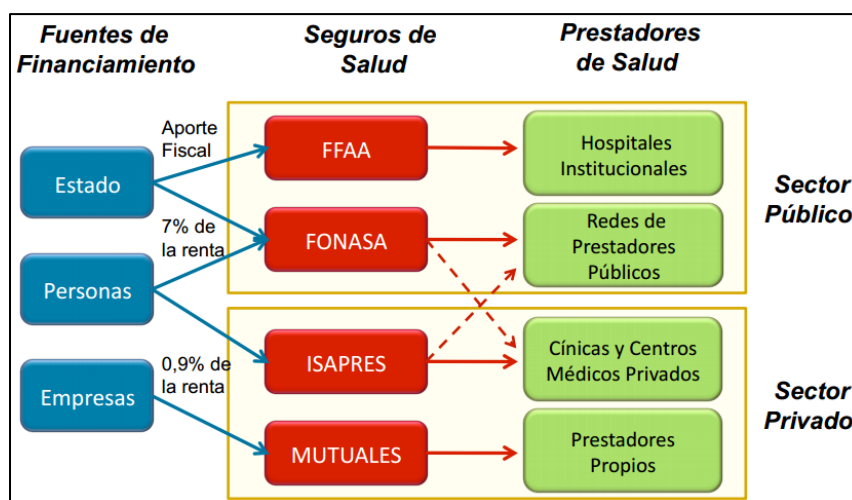 Fuentes de
Financiamiento
Seguros de
Salud
Prestadores
de Salud
Aporte
Fiscal
Estado
FFAA
Hospitales
Institucionales
Sector
Público
7% de
la renta
FONASA
Redes de
Prestadores
Públicos
Personas
0,9% de
la renta
ISAPRES
Cínicas y Centros
Médicos Privados
Sector
Privado
Empresas
MUTUALES
Prestadores
Propios